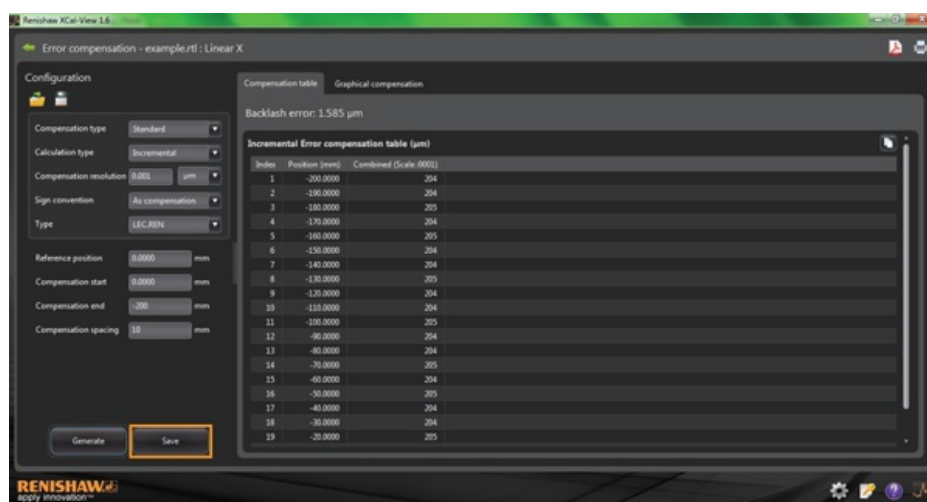 Renishaw XCal-View 1.6
Error compensation - example.rtl : Linear X
Configuration
Compensation type Standard
Calculation type Incremental
Compensation resolution 0.001 µm
Sign convention As compensation
Type LEC.REN
Reference position 0.0000 mm
Compensation start 0.0000 mm
Compensation end -200 mm
Compensation spacing 10 mm
Generate Save
Compensation table Graphical compensation
Backlash error: 1.585 µm
Incremental Error compensation table (µm)
Index Position (mm) Combined (Scale 0001)
1 -200.0000 204
2 -190.0000 204
3 -180.0000 205
4 -170.0000 204
5 -160.0000 205
6 -150.0000 204
7 -140.0000 204
8 -130.0000 205
9 -120.0000 204
10 -110.0000 204
11 -100.0000 205
12 -90.0000 204
13 -80.0000 204
14 -70.0000 205
15 -60.0000 204
16 -50.0000 205
17 -40.0000 204
18 -30.0000 204
19 -20.0000 205
RENISHAW
apply innovation™